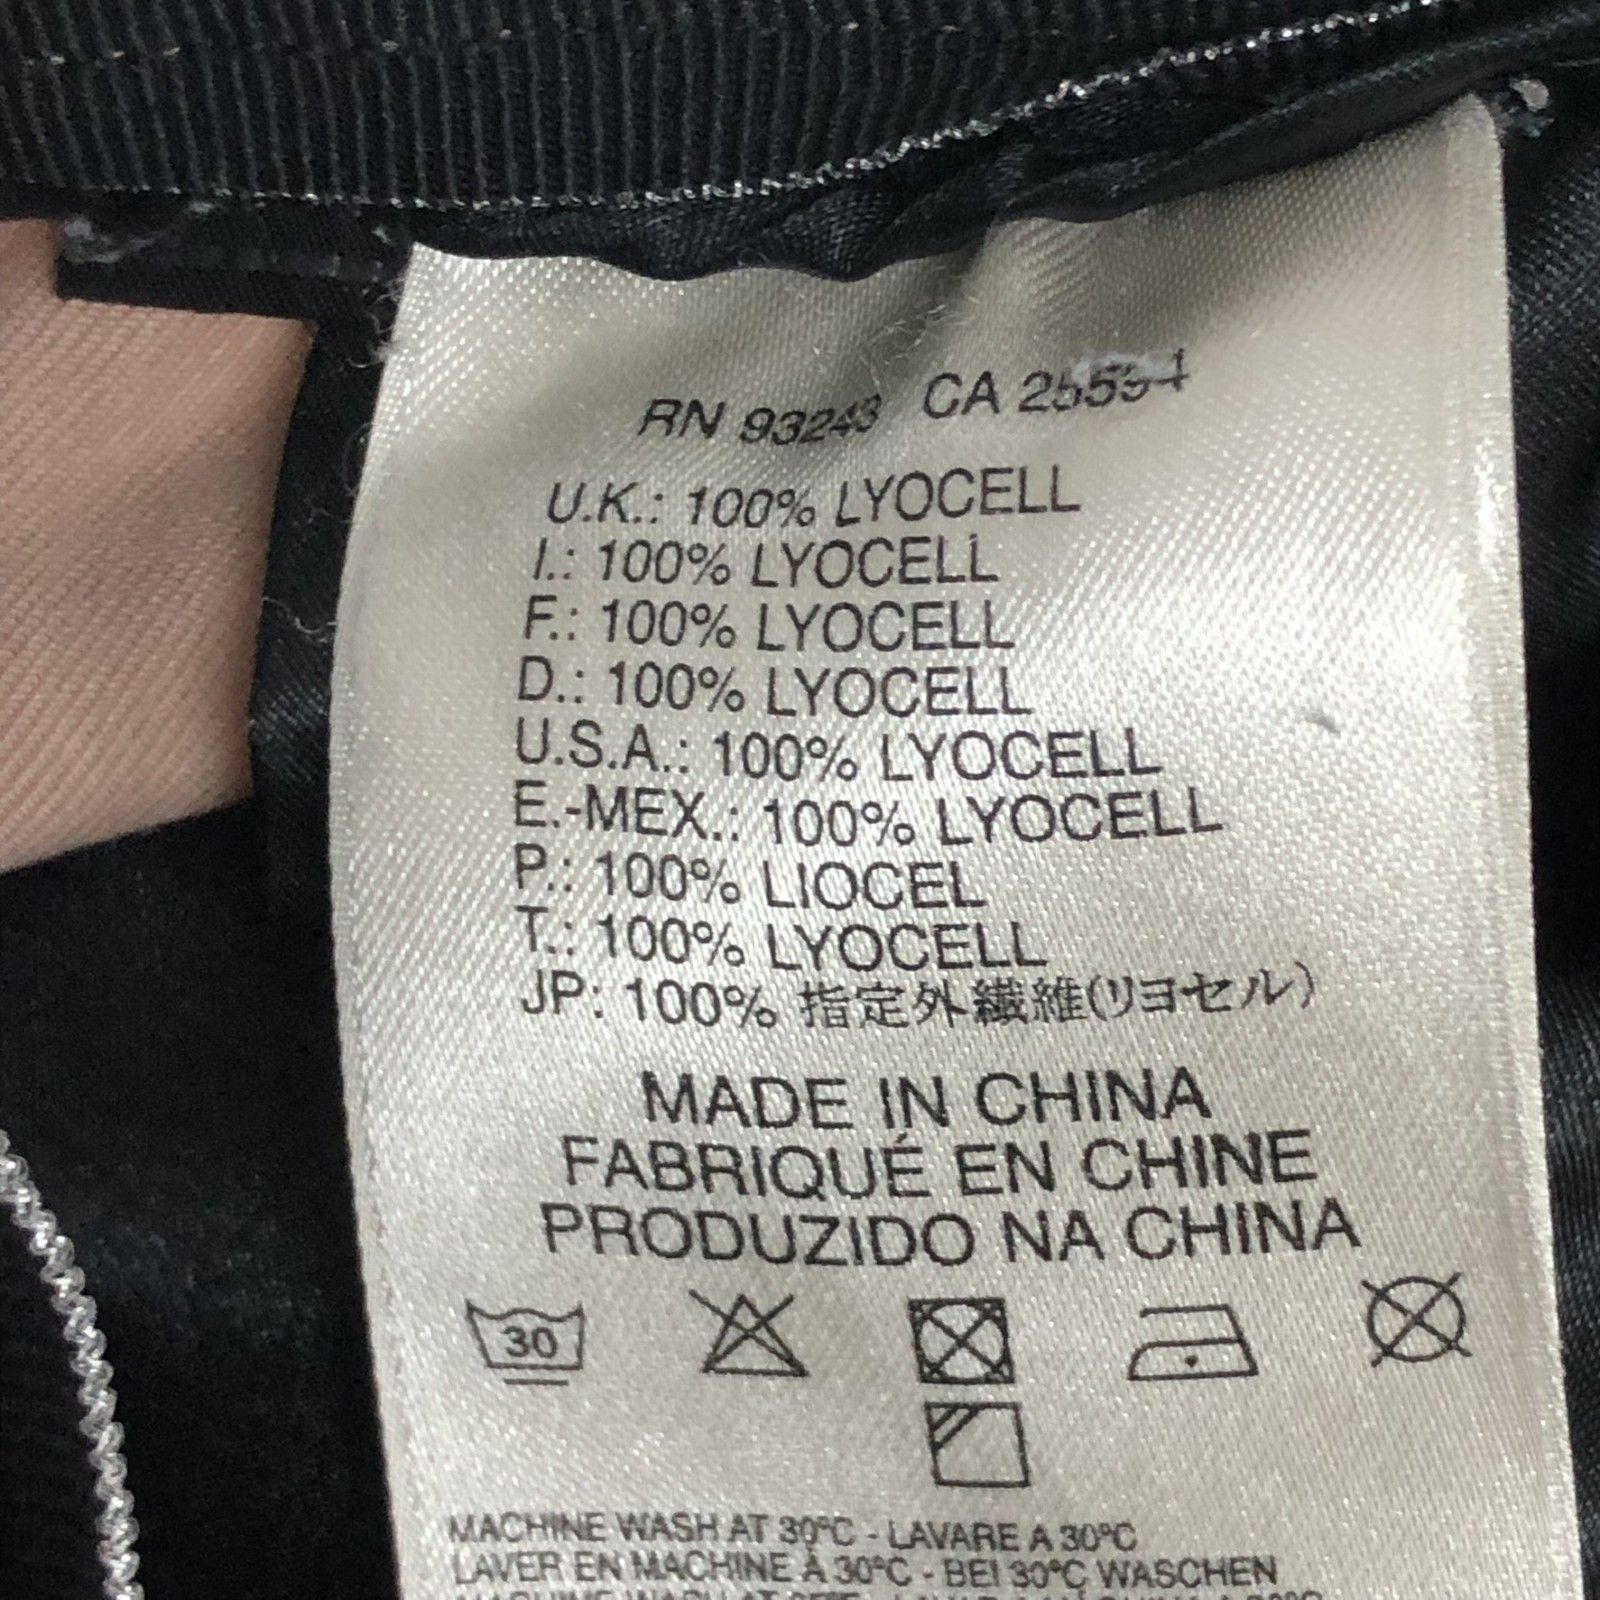 RN 93243 CA 25554
U.K.: 100% LYOCELL
I.: 100% LYOCELL
F.: 100% LYOCELL
D.: 100% LYOCELL
U.S.A.: 100% LYOCELL
E.-MEX.: 100% LYOCELL
P.: 100% LIOCEL
T.: 100% LYOCELL
JP: 100% 指定外繊維(リヨセル)
MADE IN CHINA
FABRIQUÉ EN CHINE
PRODUZIDO NA CHINA
30
MACHINE WASH AT 30°C - LAVARE A 30°C
LAVER EN MACHINE À 30°C - BEI 30°C WASCHEN